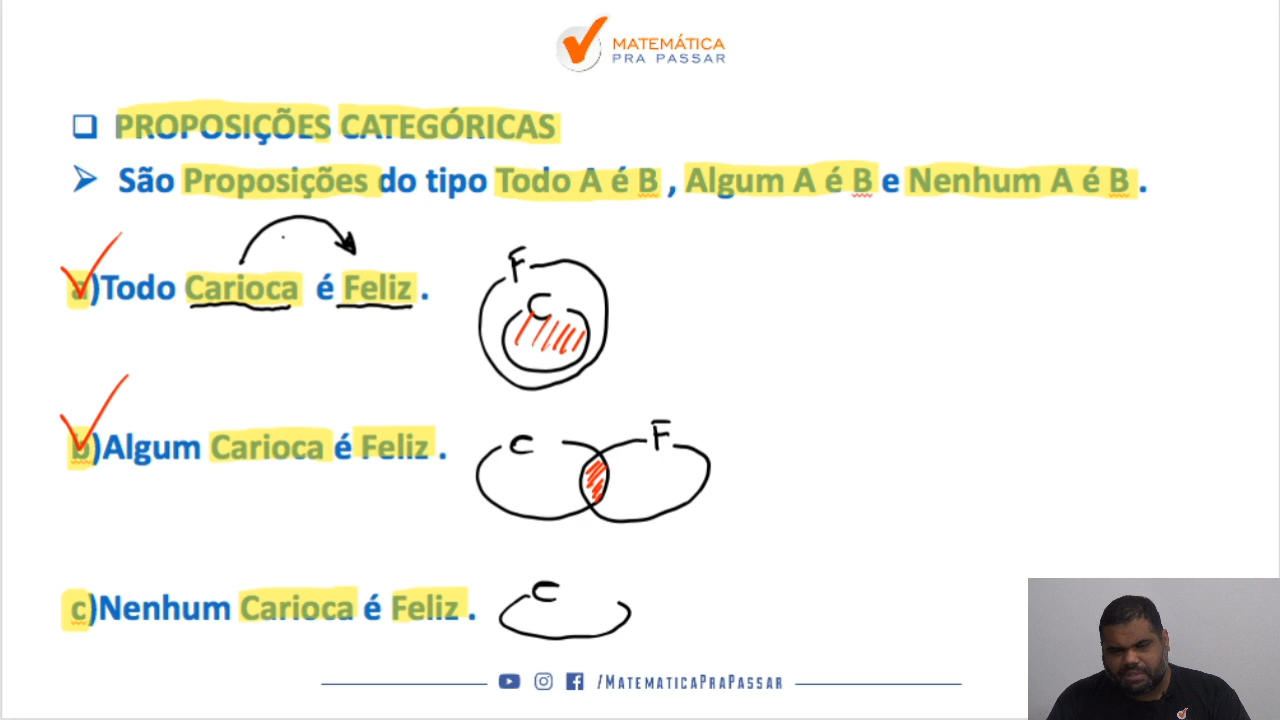 MATEMÁTICA
PRA PASSAR
PROPOSIÇÕES CATEGÓRICAS
São Proposições do tipo Todo A é B , Algum A é B e Nenhum A é B .
a)Todo Carioca é Feliz .
F
C
b)Algum Carioca é Feliz .
C F
c)Nenhum Carioca é Feliz .
C
/MATEMATICAPRAPASSAR